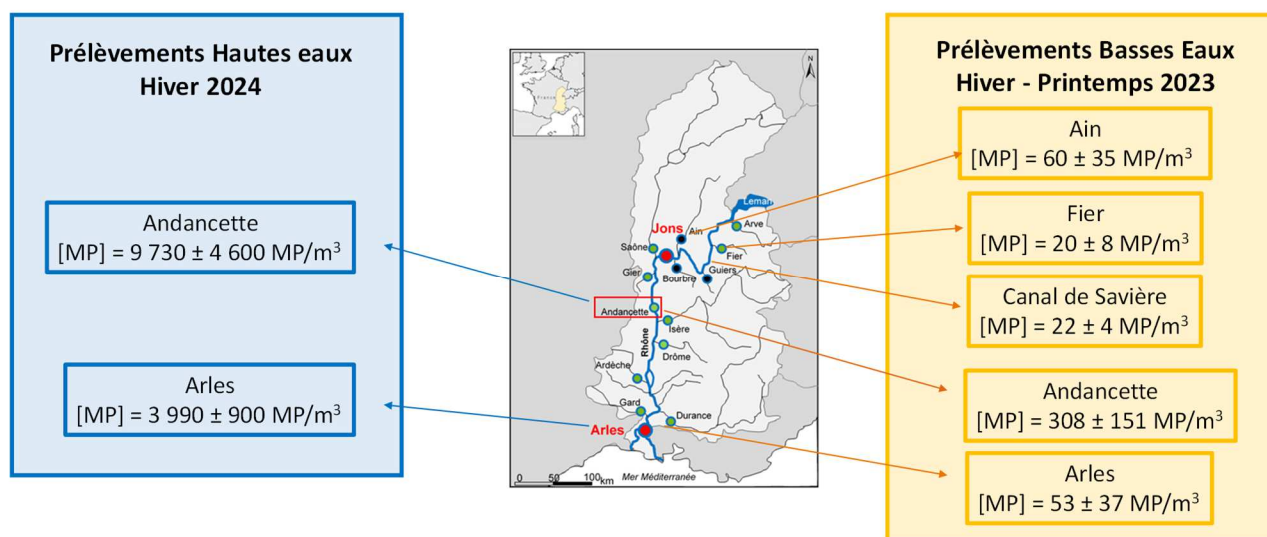 Prélèvements Hautes eaux
Hiver 2024
Andancette
[MP] = 9 730 ± 4 600 MP/m³
Arles
[MP] = 3 990 ± 900 MP/m³
N
France
Leman
Jons
Ain
Arve
Saône
Fier
Bourbre
Guiers
Gier
Andancette
Isère
Rhône
Drôme
Ardèche
Gard
Durance
Arles
Mer Méditerranée
0 50 100
km
Prélèvements Basses Eaux
Hiver - Printemps 2023
Ain
[MP] = 60 ± 35 MP/m³
Fier
[MP] = 20 ± 8 MP/m³
Canal de Savière
[MP] = 22 ± 4 MP/m³
Andancette
[MP] = 308 ± 151 MP/m³
Arles
[MP] = 53 ± 37 MP/m³